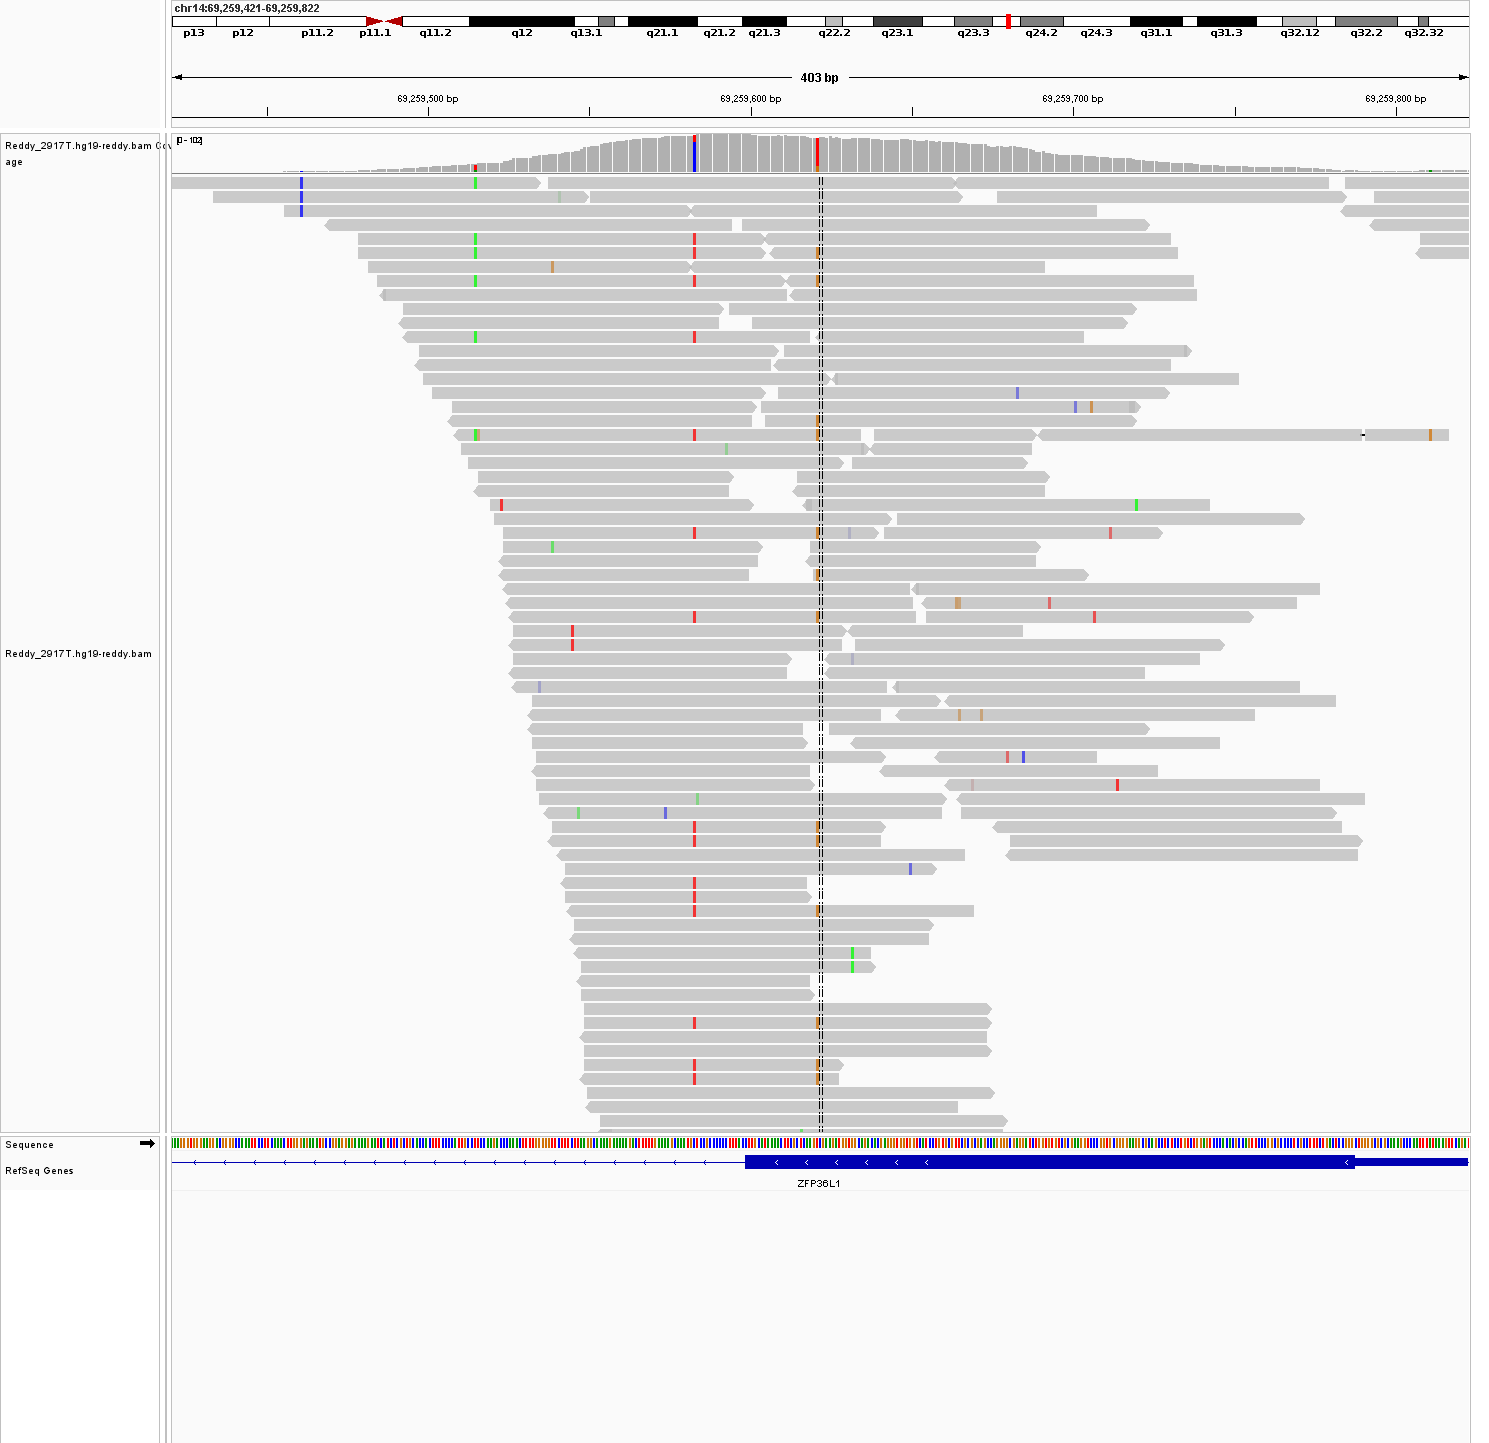 chr14:69,259,421-69,259,822
p13 p12 p11.2 p11.1 q11.2 q12 q13.1 q21.1 q21.2 q21.3 q22.2 q23.1 q23.3 q24.2 q24.3 q31.1 q31.3 q32.12 q32.2 q32.32
403 bp
69,259,500 bp 69,259,600 bp 69,259,700 bp 69,259,800 bp
[0 - 102]
Reddy_2917T.hg19-reddy.bam Cov
age
Reddy_2917T.hg19-reddy.bam
Sequence
RefSeq Genes
ZFP36L1